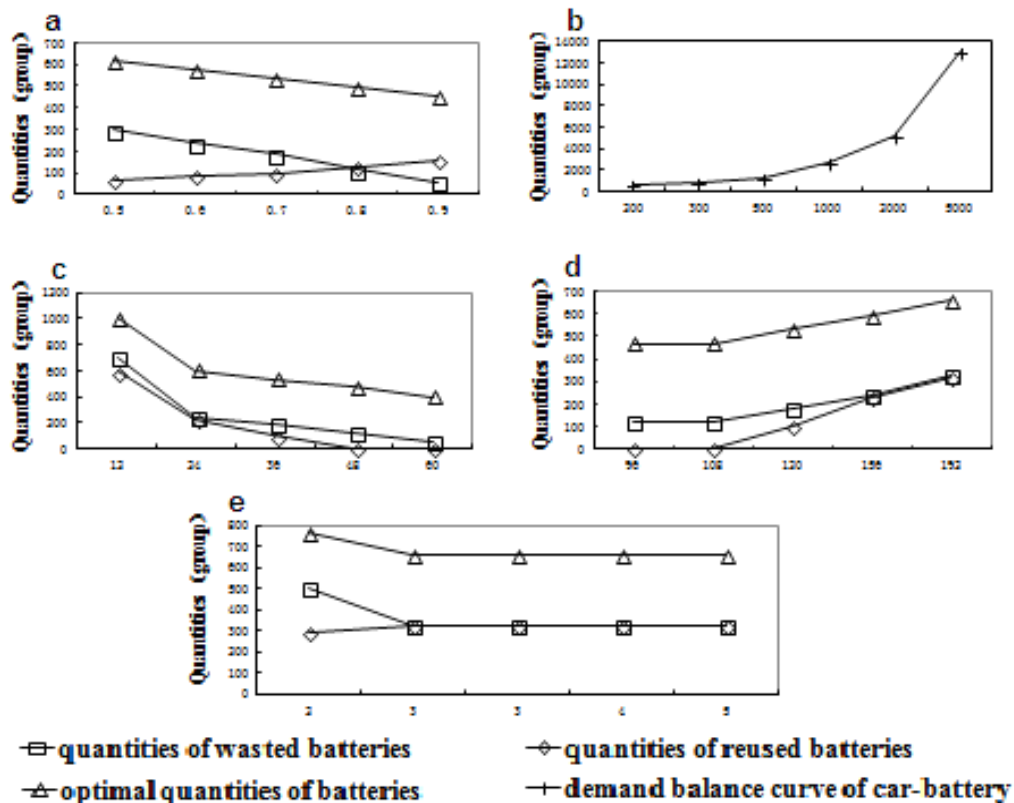 a
Quantities (group)
700
600
500
400
300
200
100
0
0.5 0.6 0.7 0.8 0.9
b
Quantities (group)
14000
12000
10000
8000
6000
4000
2000
0
200 300 500 1000 2000 5000
c
Quantities (group)
1200
1000
800
600
400
200
0
12 24 36 48 60
d
Quantities (group)
700
600
500
400
300
200
100
0
96 108 120 156 192
e
Quantities (group)
800
700
600
500
400
300
200
100
0
2 3 3 4 5
quantities of wasted batteries
quantities of reused batteries
optimal quantities of batteries
demand balance curve of car-battery